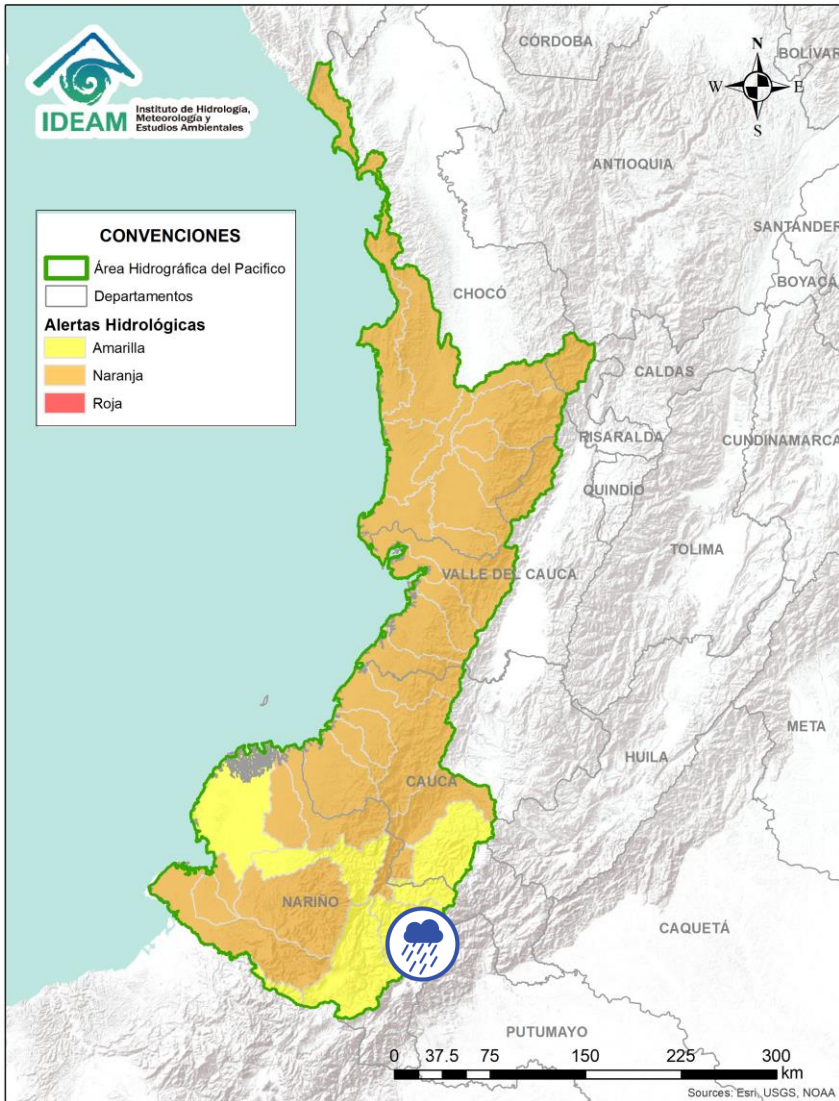 IDEAM
Instituto de Hidrología,
Meteorología y
Estudios Ambientales
N
W E
S
CONVENCIONES
Área Hidrográfica del Pacifico
Departamentos
Alertas Hidrológicas
Amarilla
Naranja
Roja
CÓRDOBA
BOLÍVAR
ANTIOQUIA
SANTANDER
BOYACÁ
CHOCÓ
CALDAS
RISARALDA
CUNDINAMARCA
QUINDÍO
TOLIMA
VALLE DEL CAUCA
META
HUILA
CAUCA
NARIÑO
CAQUETÁ
PUTUMAYO
0 37.5 75 150 225 300
km
Sources: Esri, USGS, NOAA